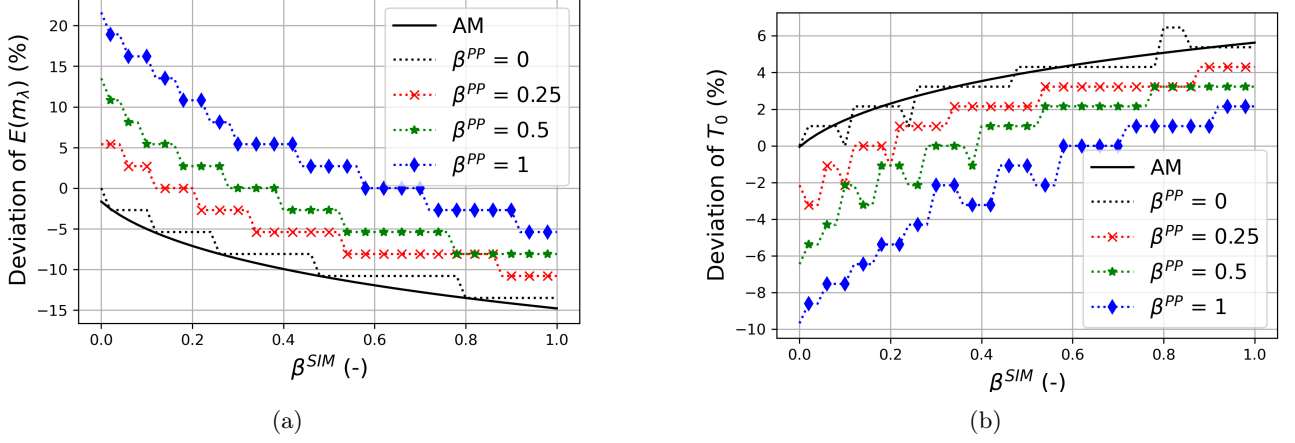 Deviation of E(mλ) (%)
20
15
10
5
0
−5
−10
−15
0.0 0.2 0.4 0.6 0.8 1.0
β^SIM (-)
AM
β^PP = 0
β^PP = 0.25
β^PP = 0.5
β^PP = 1
(a)
Deviation of T₀ (%)
6
4
2
0
−2
−4
−6
−8
−10
0.0 0.2 0.4 0.6 0.8 1.0
β^SIM (-)
AM
β^PP = 0
β^PP = 0.25
β^PP = 0.5
β^PP = 1
(b)